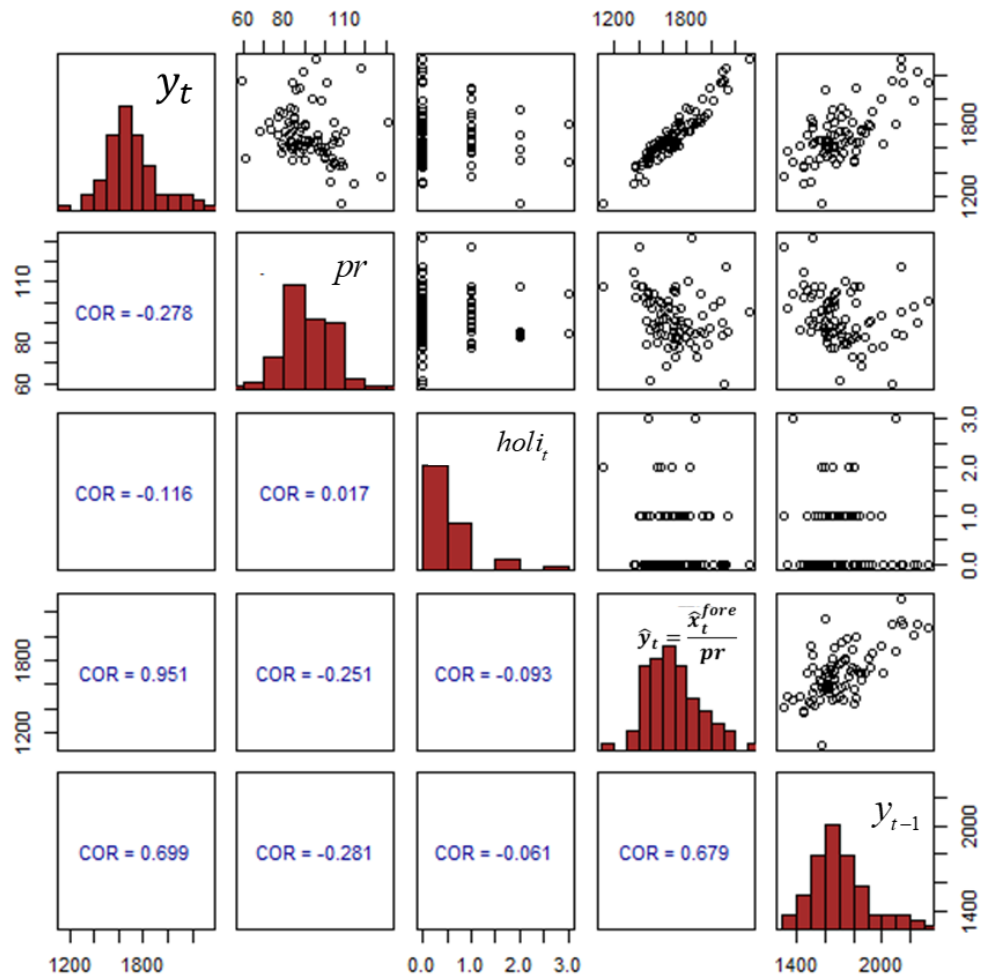 60 80 110 1200 1800
y_t
1200 1800
pr
60 80 110
COR = -0.278
holi_t
0.0 1.0 2.0 3.0
COR = -0.116 COR = 0.017
ŷ_t = x̂_t^fore / pr
1200 1800
COR = 0.951 COR = -0.251 COR = -0.093
y_{t-1}
1400 2000
COR = 0.699 COR = -0.281 COR = -0.061 COR = 0.679
1200 1800 0.0 1.0 2.0 3.0 1400 2000